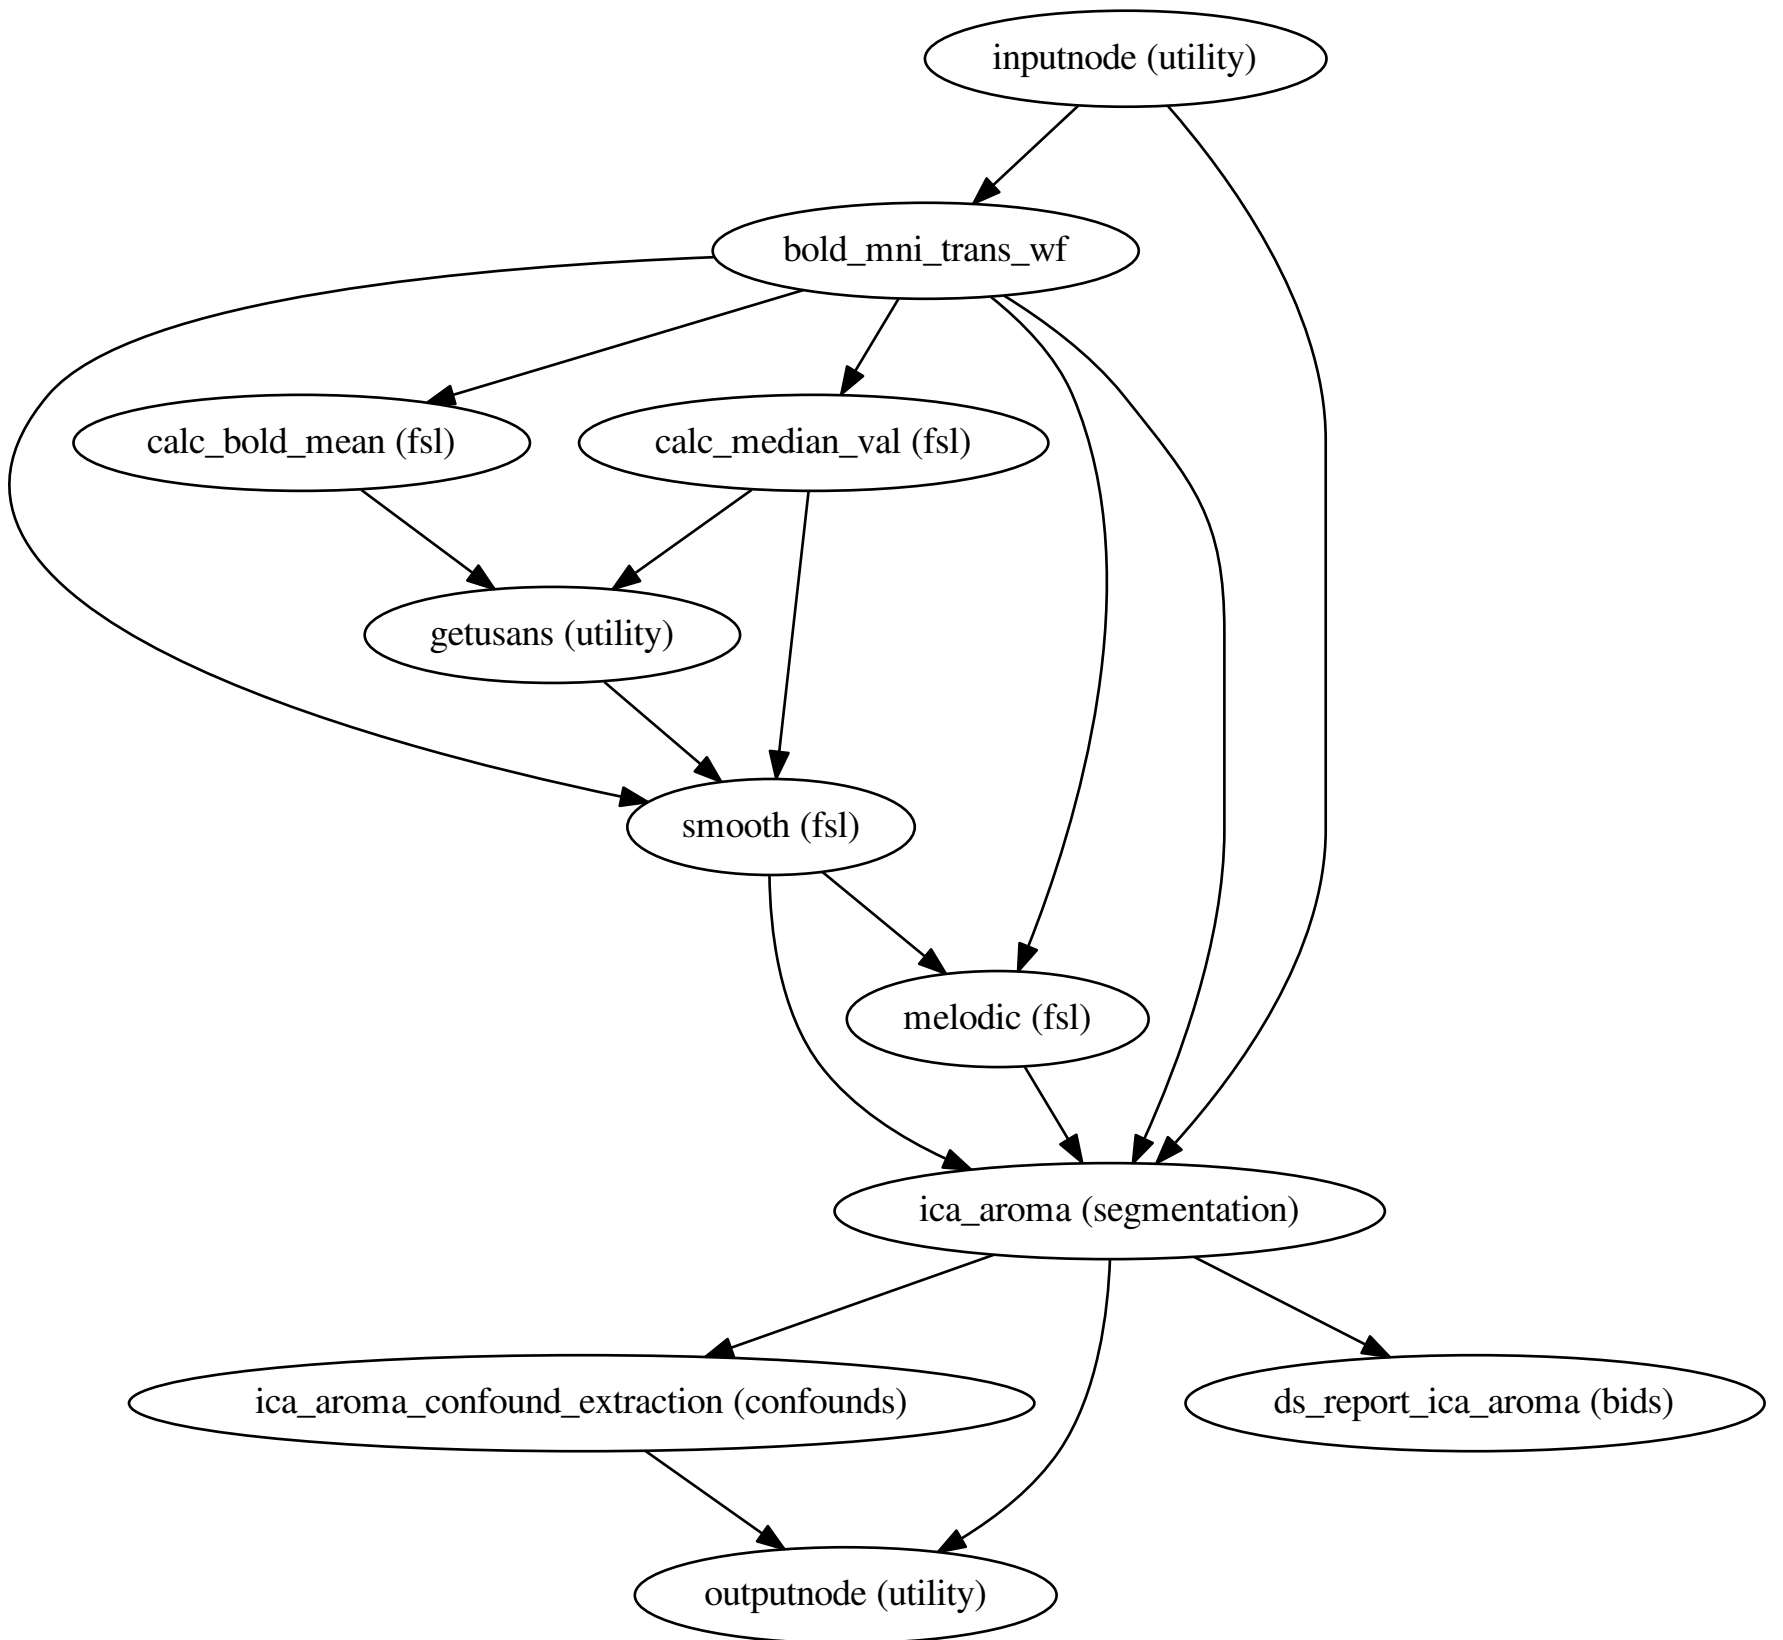 inputnode (utility)
bold_mni_trans_wf
calc_bold_mean (fsl)
calc_median_val (fsl)
getusans (utility)
smooth (fsl)
melodic (fsl)
ica_aroma (segmentation)
ica_aroma_confound_extraction (confounds)
ds_report_ica_aroma (bids)
outputnode (utility)